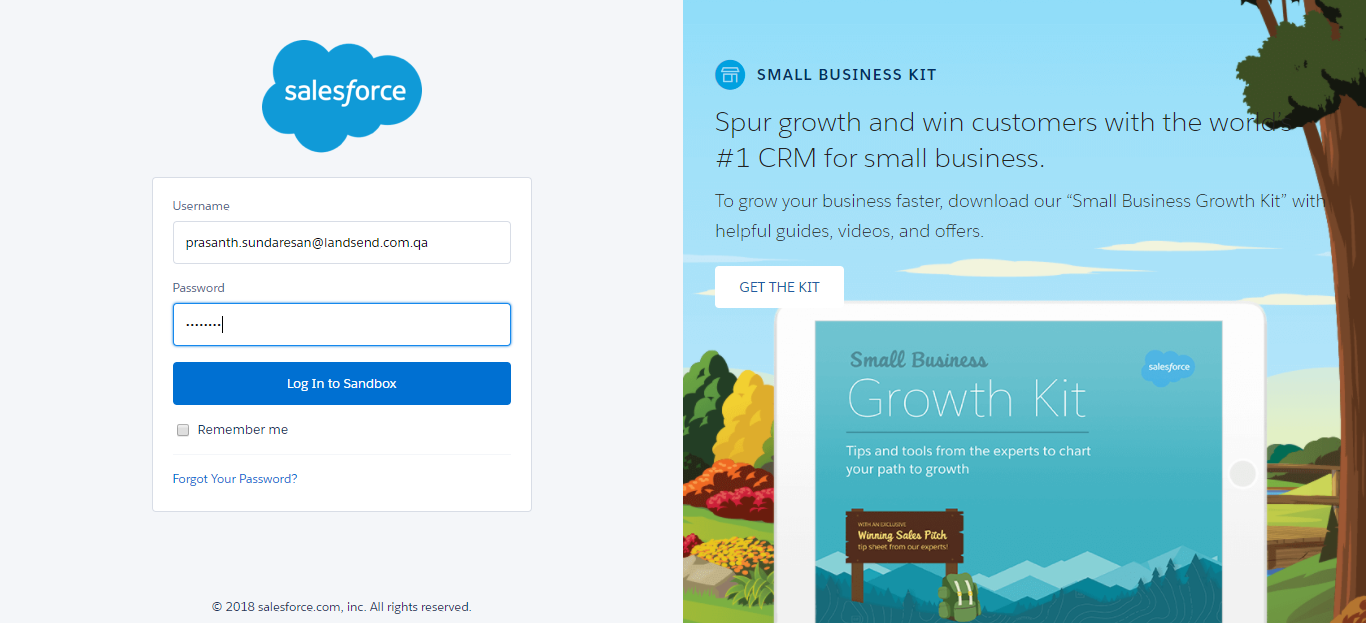 salesforce
Username
prasanth.sundaresan@landsend.com.qa
Password
········
Log In to Sandbox
Remember me
Forgot Your Password?
© 2018 salesforce.com, inc. All rights reserved.
SMALL BUSINESS KIT
Spur growth and win customers with the world's
#1 CRM for small business.
To grow your business faster, download our “Small Business Growth Kit” with
helpful guides, videos, and offers.
GET THE KIT
Small Business
salesforce
Growth Kit
Tips and tools from the experts to chart
your path to growth
WITH AN EXCLUSIVE
Winning Sales Pitch
tip sheet from our experts!